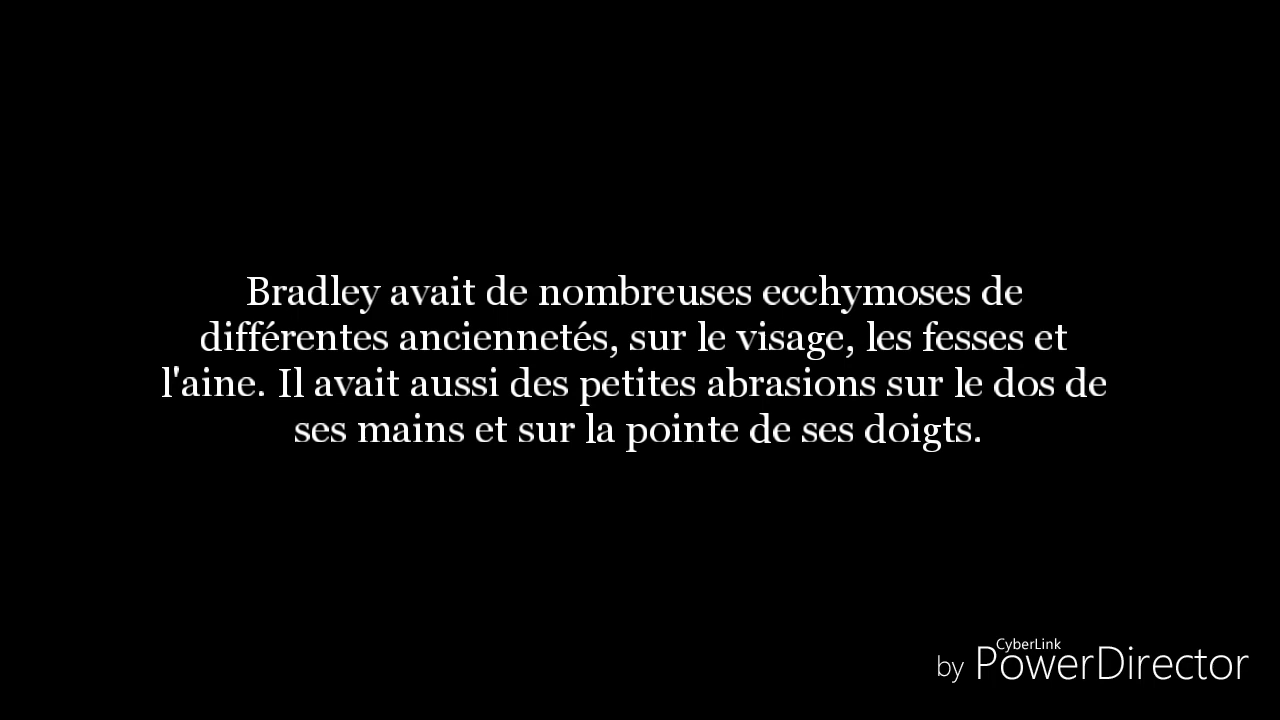 Bradley avait de nombreuses ecchymoses de
différentes anciennetés, sur le visage, les fesses et
l'aine. Il avait aussi des petites abrasions sur le dos de
ses mains et sur la pointe de ses doigts.
CyberLink
by PowerDirector